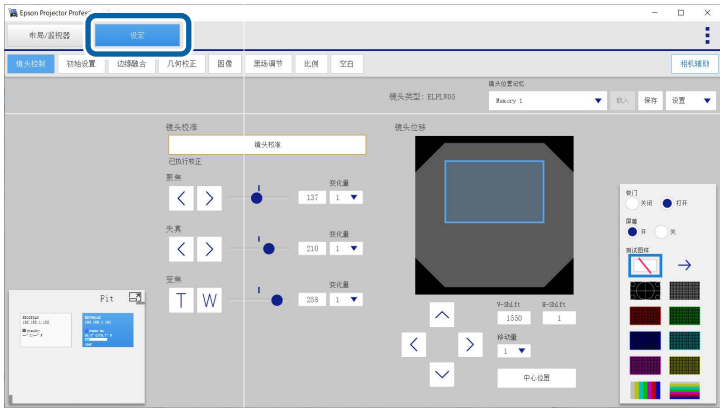 Epson Projector Profes
布局/监视器
设定
镜头控制 初始设置 边缘融合 几何校正 图像 黑场调节 比例 空白 相机辅助
镜头位置记忆
镜头类型: ELPLW05 Memory 1 载入 保存 设置
镜头校准 镜头位移
镜头校准
已执行校正
聚焦 变化量
137 1
失真 变化量
210 1
变焦 变化量
T W 258 1
V-Shift H-Shift
1550 1
移动量
1
中心位置
快门
关闭 打开
屏幕
开 关
测试图样
Fit